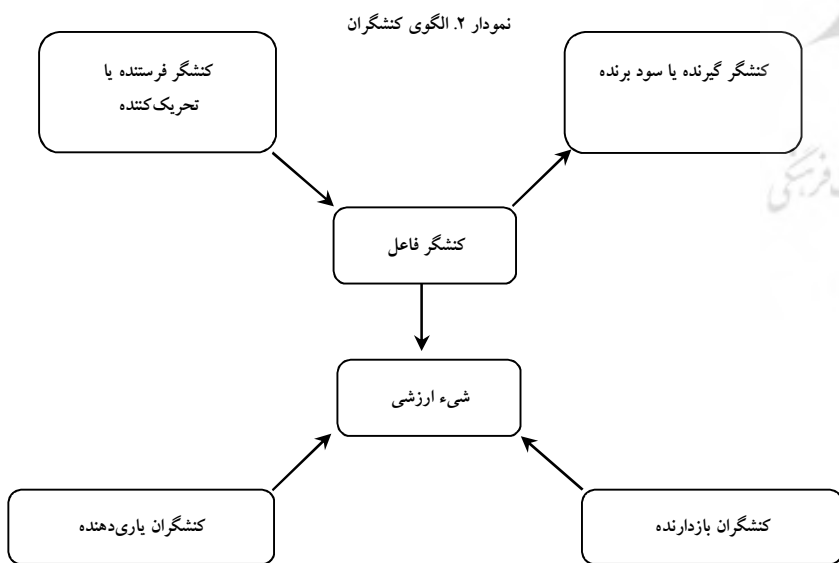 نمودار ۲. الگوی کنشگران
کنشگر گیرنده یا سود برنده
کنشگر فرستنده یا
تحریک‌کننده
کنشگر فاعل
شیء ارزشی
کنشگران بازدارنده
کنشگران یاری‌دهنده